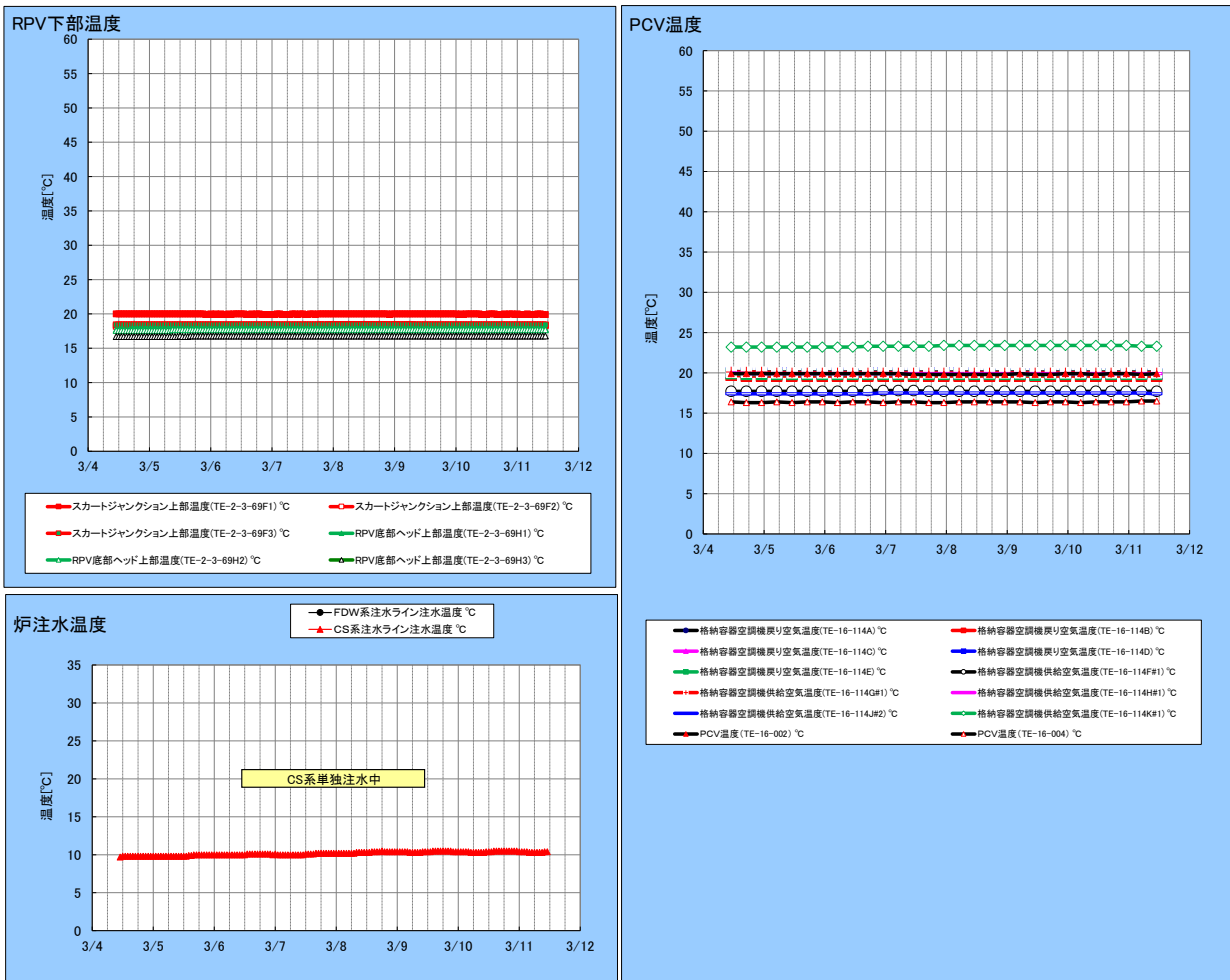 RPV下部温度
60
55
50
45
40
35
30
25
20
15
10
5
0
温度[℃]
3/4 3/5 3/6 3/7 3/8 3/9 3/10 3/11 3/12
スカートジャンクション上部温度(TE-2-3-69F1) ℃ スカートジャンクション上部温度(TE-2-3-69F2) ℃
スカートジャンクション上部温度(TE-2-3-69F3) ℃ RPV底部ヘッド上部温度(TE-2-3-69H1) ℃
RPV底部ヘッド上部温度(TE-2-3-69H2) ℃ RPV底部ヘッド上部温度(TE-2-3-69H3) ℃
炉注水温度
FDW系注水ライン注水温度 ℃
CS系注水ライン注水温度 ℃
35
30
25
20
15
10
5
0
温度[℃]
CS系単独注水中
3/4 3/5 3/6 3/7 3/8 3/9 3/10 3/11 3/12
PCV温度
60
55
50
45
40
35
30
25
20
15
10
5
0
温度[℃]
3/4 3/5 3/6 3/7 3/8 3/9 3/10 3/11 3/12
格納容器空調機戻り空気温度(TE-16-114A) ℃ 格納容器空調機戻り空気温度(TE-16-114B) ℃
格納容器空調機戻り空気温度(TE-16-114C) ℃ 格納容器空調機戻り空気温度(TE-16-114D) ℃
格納容器空調機戻り空気温度(TE-16-114E) ℃ 格納容器空調機供給空気温度(TE-16-114F#1) ℃
格納容器空調機供給空気温度(TE-16-114G#1) ℃ 格納容器空調機供給空気温度(TE-16-114H#1) ℃
格納容器空調機供給空気温度(TE-16-114J#2) ℃ 格納容器空調機供給空気温度(TE-16-114K#1) ℃
PCV温度(TE-16-002) ℃ PCV温度(TE-16-004) ℃